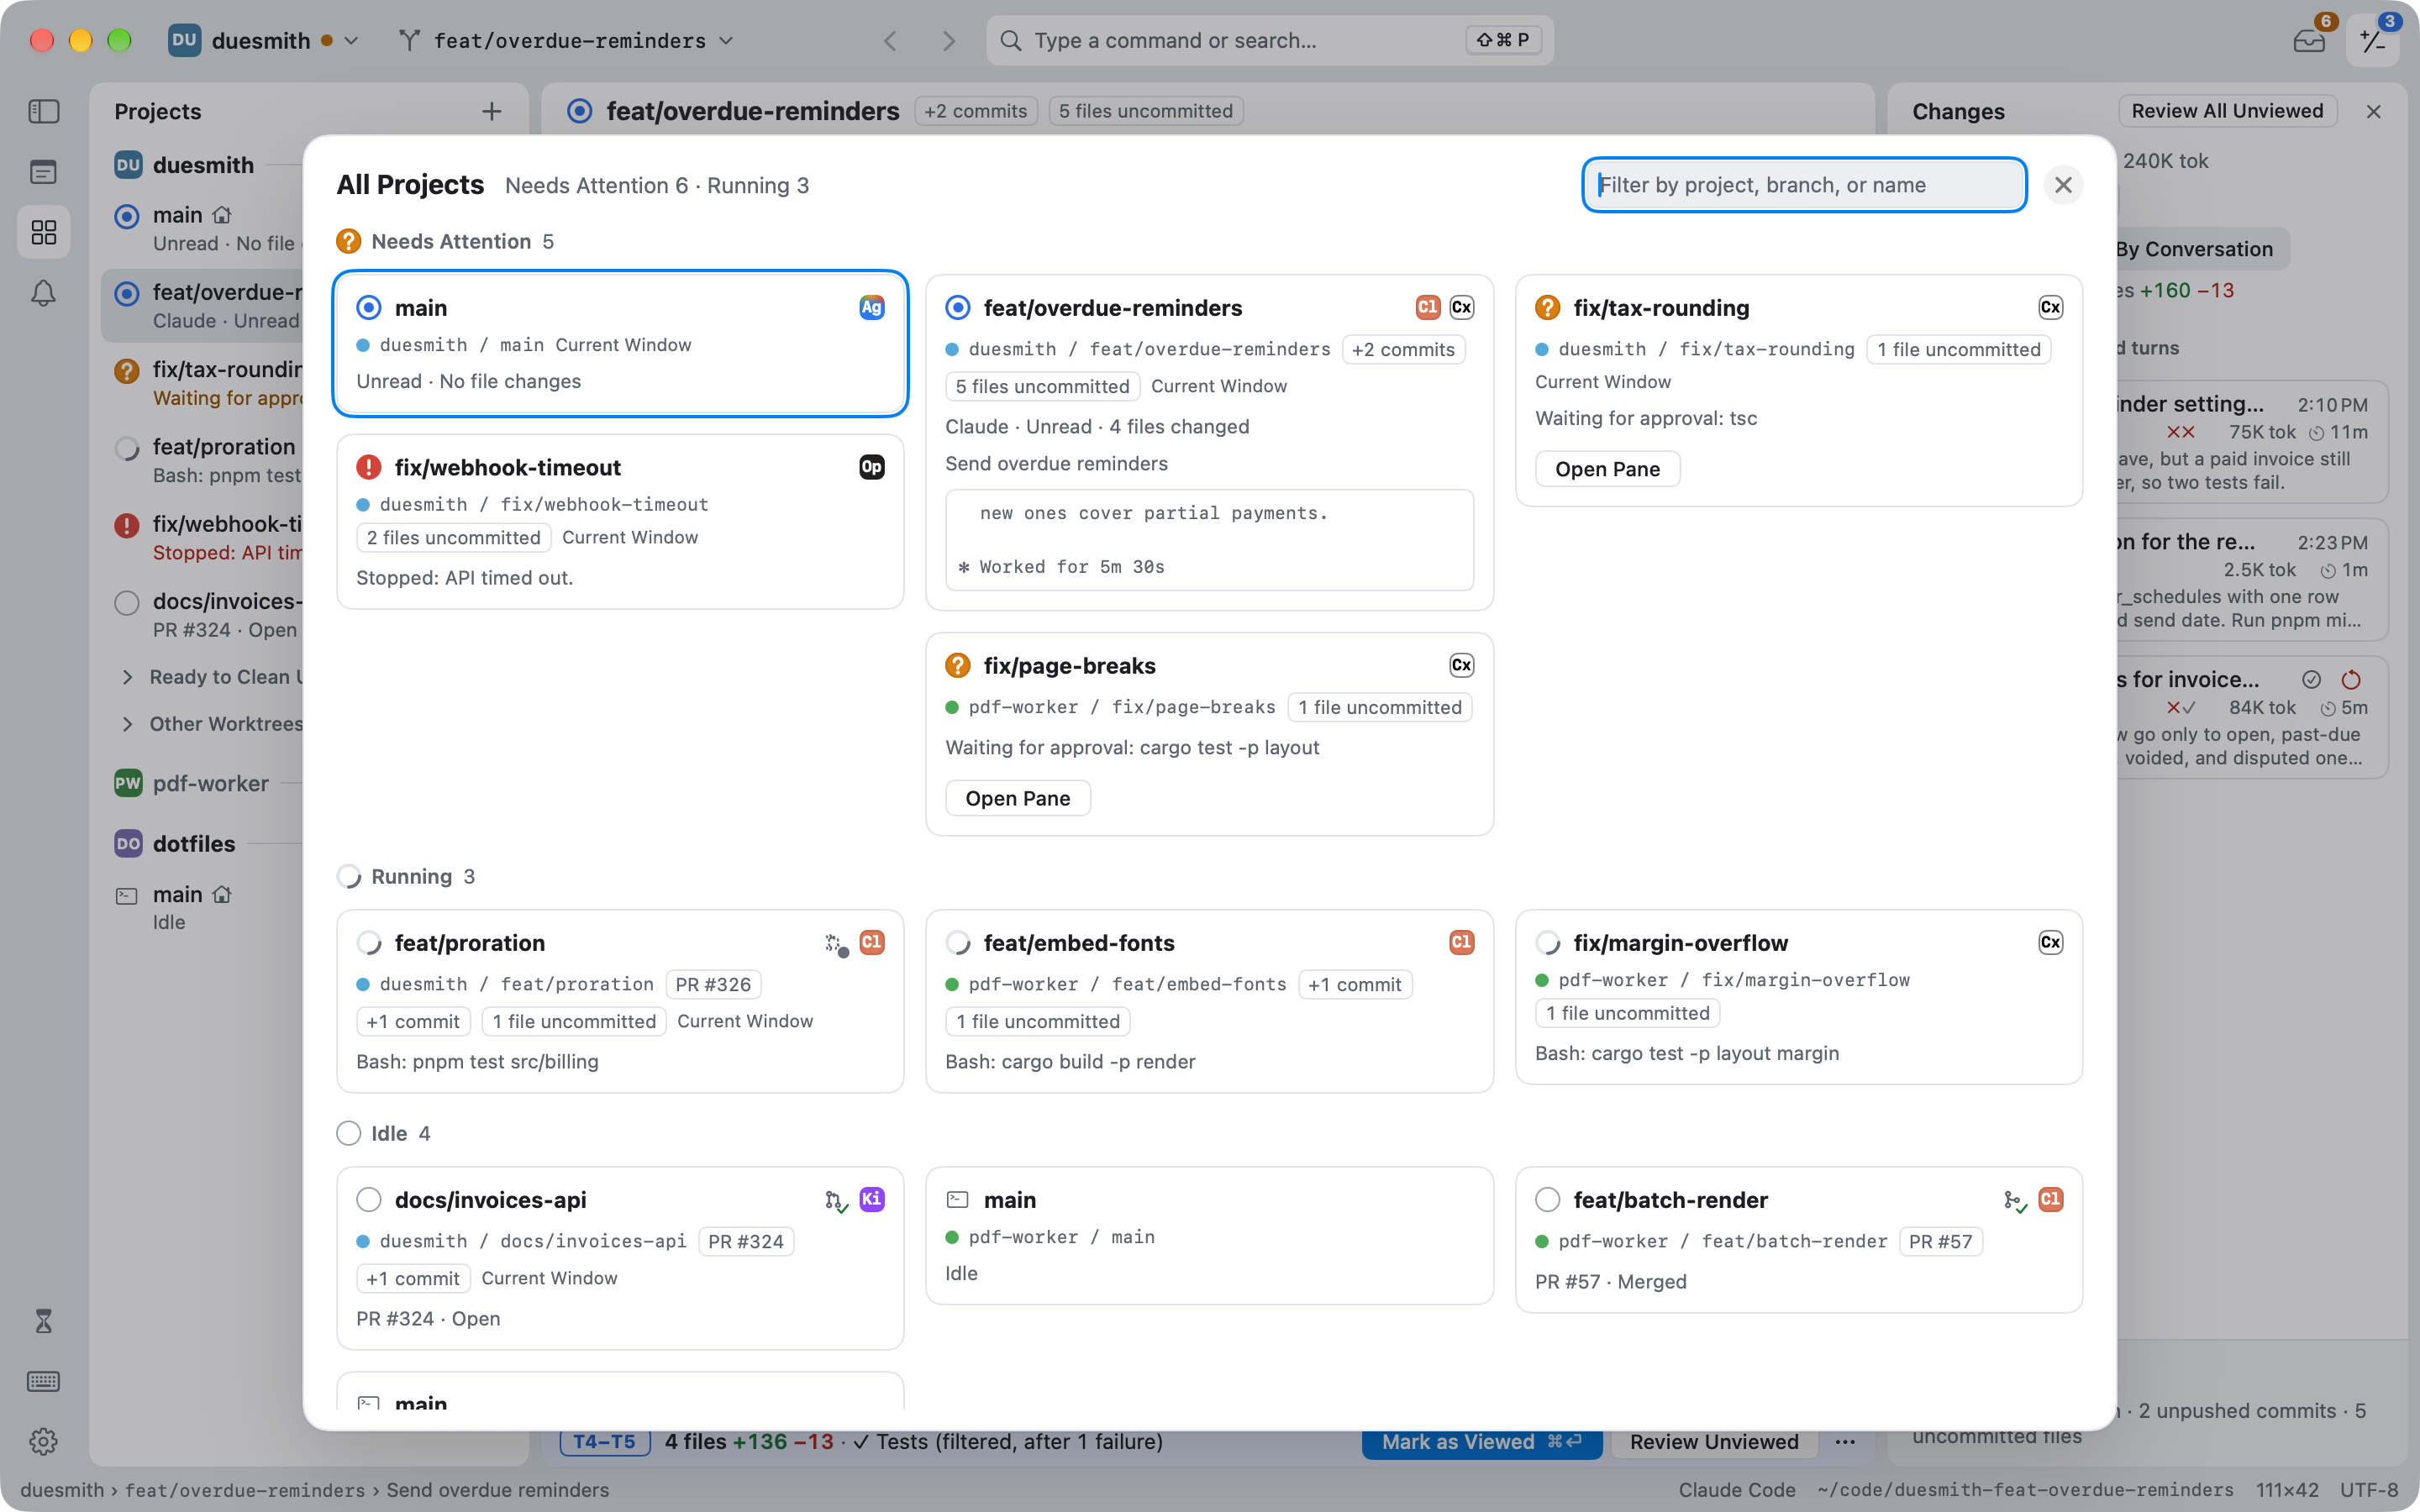 DU duesmith
feat/overdue-reminders
Type a command or search...
⇧⌘ P
6
3
Projects
DU duesmith
main
Unread · No file
feat/overdue-r
Claude · Unread
fix/tax-roundin
Waiting for appro
feat/proration
Bash: pnpm test
fix/webhook-ti
Stopped: API tim
docs/invoices-
PR #324 · Open
Ready to Clean U
Other Worktrees
PW pdf-worker
DO dotfiles
main
Idle
feat/overdue-reminders +2 commits 5 files uncommitted
Changes Review All Unviewed
240K tok
By Conversation
es +160 −13
d turns
inder setting... 2:10 PM
75K tok 11m
ave, but a paid invoice still
er, so two tests fail.
on for the re... 2:23 PM
2.5K tok 1m
r_schedules with one row
d send date. Run pnpm mi...
s for invoice...
84K tok 5m
w go only to open, past-due
voided, and disputed one...
· 2 unpushed commits · 5
uncommitted files
All Projects Needs Attention 6 · Running 3
Filter by project, branch, or name
Needs Attention 5
main Ag
duesmith / main Current Window
Unread · No file changes
fix/webhook-timeout Op
duesmith / fix/webhook-timeout
2 files uncommitted Current Window
Stopped: API timed out.
feat/overdue-reminders Cl Cx
duesmith / feat/overdue-reminders +2 commits
5 files uncommitted Current Window
Claude · Unread · 4 files changed
Send overdue reminders
new ones cover partial payments.
✻ Worked for 5m 30s
fix/tax-rounding Cx
duesmith / fix/tax-rounding 1 file uncommitted
Current Window
Waiting for approval: tsc
Open Pane
fix/page-breaks Cx
pdf-worker / fix/page-breaks 1 file uncommitted
Waiting for approval: cargo test -p layout
Open Pane
Running 3
feat/proration Cl
duesmith / feat/proration PR #326
+1 commit 1 file uncommitted Current Window
Bash: pnpm test src/billing
feat/embed-fonts Cl
pdf-worker / feat/embed-fonts +1 commit
1 file uncommitted
Bash: cargo build -p render
fix/margin-overflow Cx
pdf-worker / fix/margin-overflow
1 file uncommitted
Bash: cargo test -p layout margin
Idle 4
docs/invoices-api Ki
duesmith / docs/invoices-api PR #324
+1 commit Current Window
PR #324 · Open
main
pdf-worker / main
Idle
feat/batch-render Cl
pdf-worker / feat/batch-render PR #57
PR #57 · Merged
main
T4–T5 4 files +136 −13 · ✓ Tests (filtered, after 1 failure)
Mark as Viewed ⌘⏎ Review Unviewed ...
duesmith › feat/overdue-reminders › Send overdue reminders
Claude Code ~/code/duesmith-feat-overdue-reminders 111×42 UTF-8